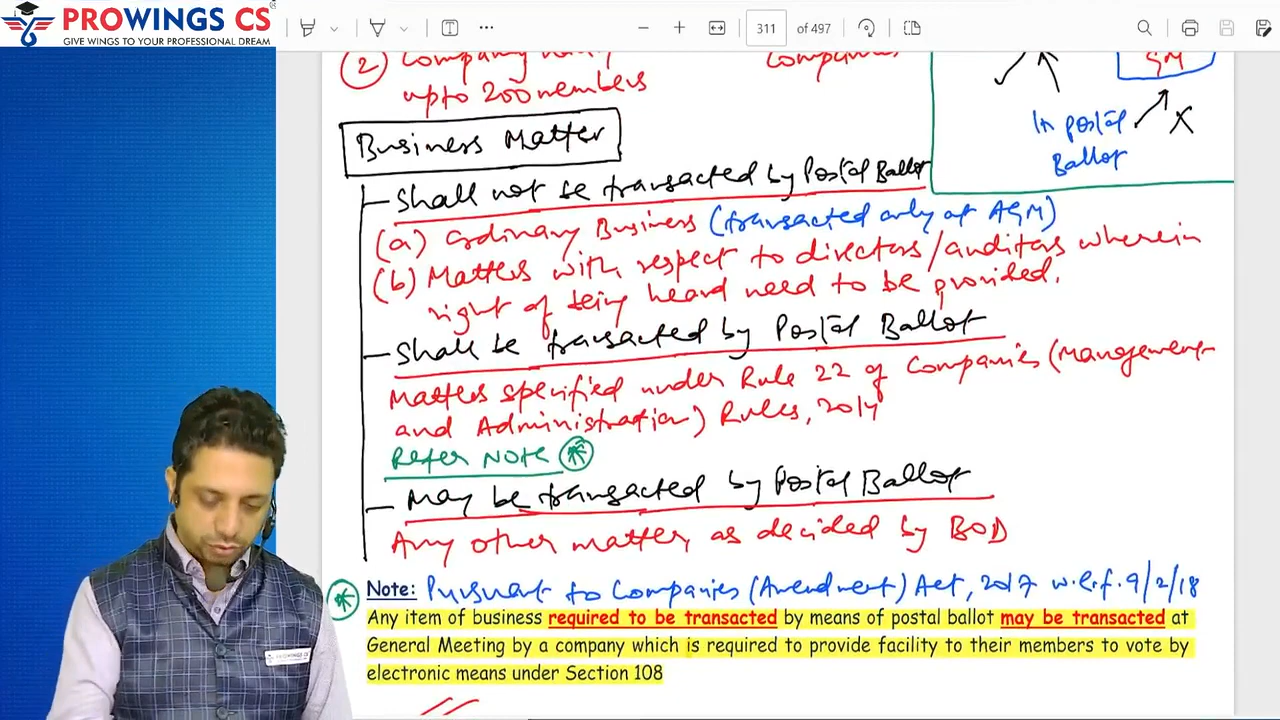 PROWINGS CS
GIVE WINGS TO YOUR PROFESSIONAL DREAM
311 of 497
② Company
upto 200 members
GM
In postal
Ballot
Business Matter
Shall not be transacted by Postal Ballot
(a) Ordinary Business (transacted only at AGM)
(b) Matters with respect to directors/auditors wherein
right of being heard need to be provided.
Shall be transacted by Postal Ballot
Matters specified under Rule 22 of Companies (Management
and Administration) Rules, 2014
Refer Note
May be transacted by Postal Ballot
Any other matter as decided by BOD
Note: Pursuant to Companies (Amendment) Act, 2017 w.e.f. 9/2/18
Any item of business required to be transacted by means of postal ballot may be transacted at
General Meeting by a company which is required to provide facility to their members to vote by
electronic means under Section 108
PROWINGS CS